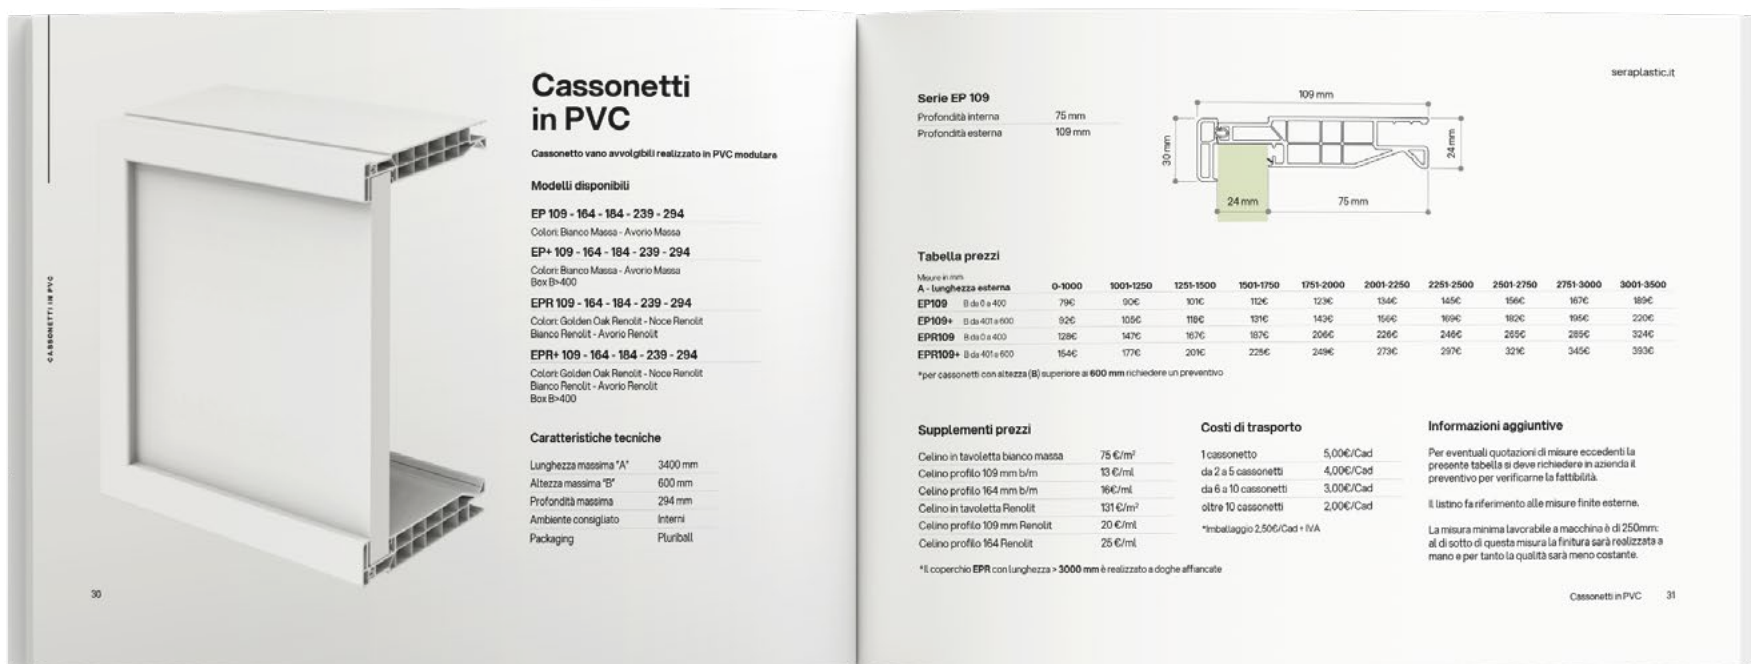 CASSONETTI IN PVC
Cassonetti
in PVC
Cassonetto vano avvolgibili realizzato in PVC modulare
Modelli disponibili
EP 109 - 164 - 184 - 239 - 294
Colori: Bianco Massa - Avorio Massa
EP+ 109 - 164 - 184 - 239 - 294
Colori: Bianco Massa - Avorio Massa
Box B>400
EPR 109 - 164 - 184 - 239 - 294
Colori: Golden Oak Renolit - Noce Renolit
Bianco Renolit - Avorio Renolit
EPR+ 109 - 164 - 184 - 239 - 294
Colori: Golden Oak Renolit - Noce Renolit
Bianco Renolit - Avorio Renolit
Box B>400
Caratteristiche tecniche
Lunghezza massima "A" 3400 mm
Altezza massima "B" 600 mm
Profondità massima 294 mm
Ambiente consigliato Interni
Packaging Pluriball
30
seraplastic.it
Serie EP 109
Profondità interna 75 mm
Profondità esterna 109 mm
109 mm
30 mm
24 mm
24 mm
75 mm
Tabella prezzi
Misure in mm
A - lunghezza esterna 0-1000 1001-1250 1251-1500 1501-1750 1751-2000 2001-2250 2251-2500 2501-2750 2751-3000 3001-3500
EP109 B da 0 a 400 79€ 90€ 101€ 112€ 123€ 134€ 145€ 156€ 167€ 189€
EP109+ B da 401 a 600 92€ 105€ 118€ 131€ 143€ 156€ 169€ 182€ 195€ 220€
EPR109 B da 0 a 400 128€ 147€ 167€ 187€ 206€ 226€ 246€ 265€ 285€ 324€
EPR109+ B da 401 a 600 154€ 177€ 201€ 225€ 249€ 273€ 297€ 321€ 345€ 393€
*per cassonetti con altezza (B) superiore ai 600 mm richiedere un preventivo
Supplementi prezzi
Celino in tavoletta bianco massa 75 €/m²
Celino profilo 109 mm b/m 13 €/ml
Celino profilo 164 mm b/m 16€/ml
Celino in tavoletta Renolit 131 €/m²
Celino profilo 109 mm Renolit 20 €/ml
Celino profilo 164 Renolit 25 €/ml
*Il coperchio EPR con lunghezza > 3000 mm è realizzato a doghe affiancate
Costi di trasporto
1 cassonetto 5,00€/Cad
da 2 a 5 cassonetti 4,00€/Cad
da 6 a 10 cassonetti 3,00€/Cad
oltre 10 cassonetti 2,00€/Cad
*Imballaggio 2,50€/Cad + IVA
Informazioni aggiuntive
Per eventuali quotazioni di misure eccedenti la
presente tabella si deve richiedere in azienda il
preventivo per verificarne la fattibilità.
Il listino fa riferimento alle misure finite esterne.
La misura minima lavorabile a macchina è di 250mm:
al di sotto di questa misura la finitura sarà realizzata a
mano e per tanto la qualità sarà meno costante.
Cassonetti in PVC 31